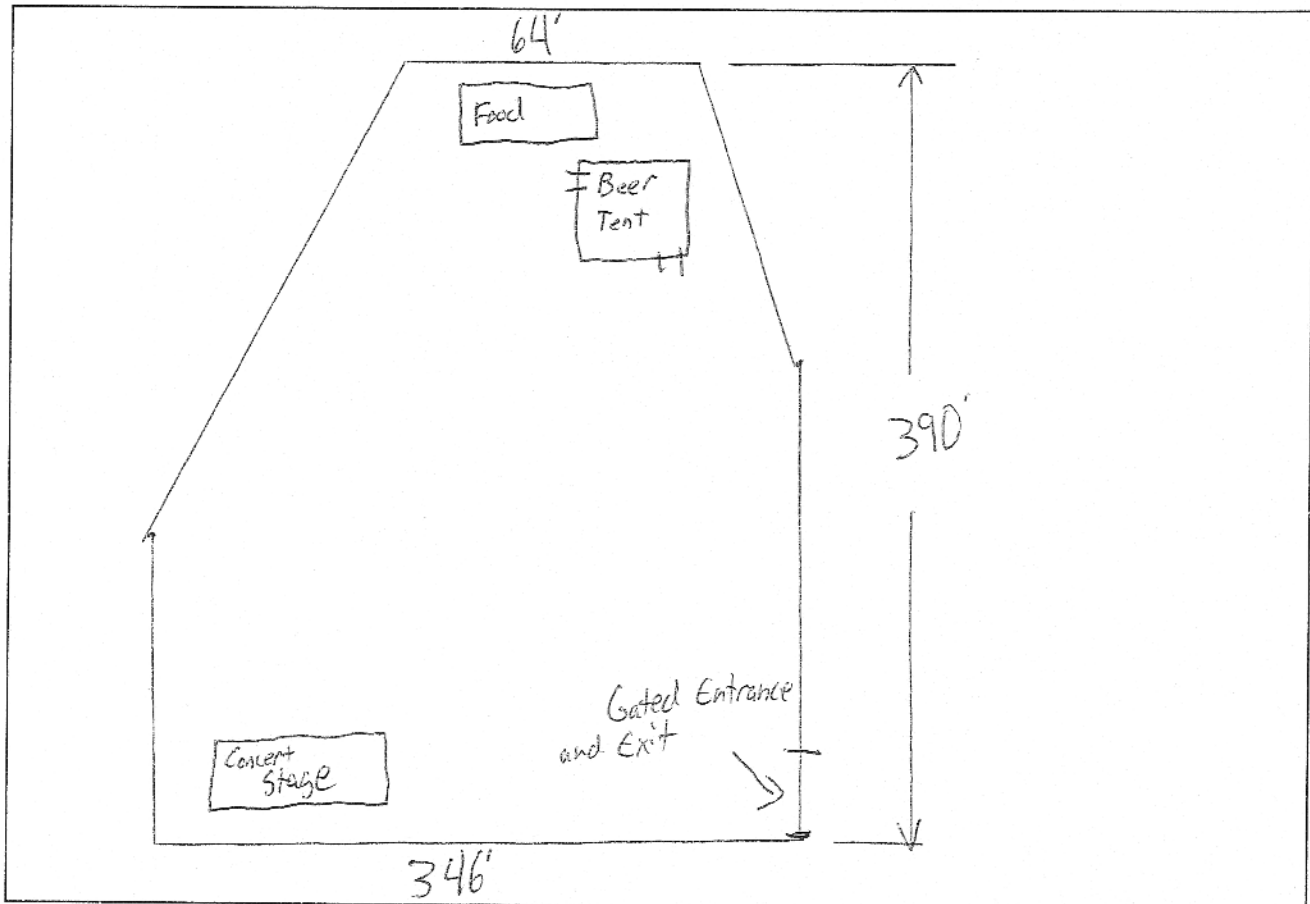 64'
Food
Beer
Tent
390'
Gated Entrance
and Exit
Concert
Stage
346'